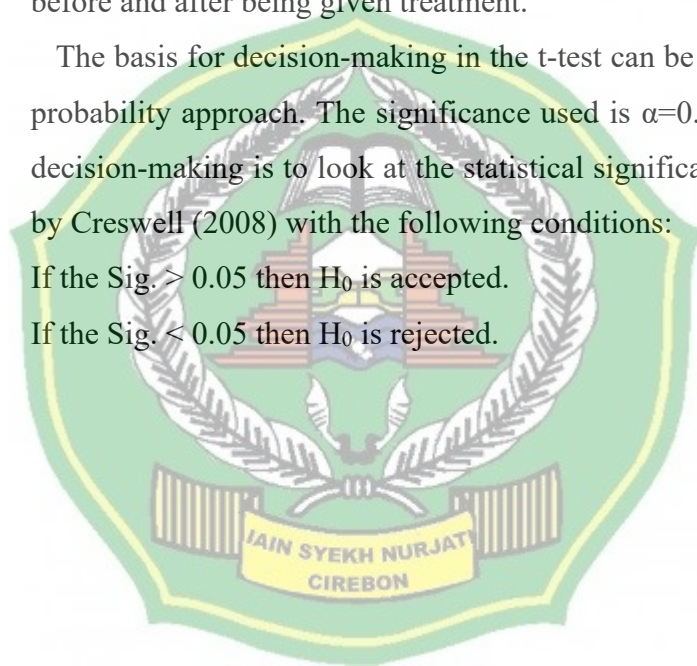 before and after being given treatment.
The basis for decision-making in the t-test can be
probability approach. The significance used is α=0.
decision-making is to look at the statistical significa
by Creswell (2008) with the following conditions:
If the Sig. > 0.05 then H₀ is accepted.
If the Sig. < 0.05 then H₀ is rejected.
IAIN SYEKH NURJATI
CIREBON